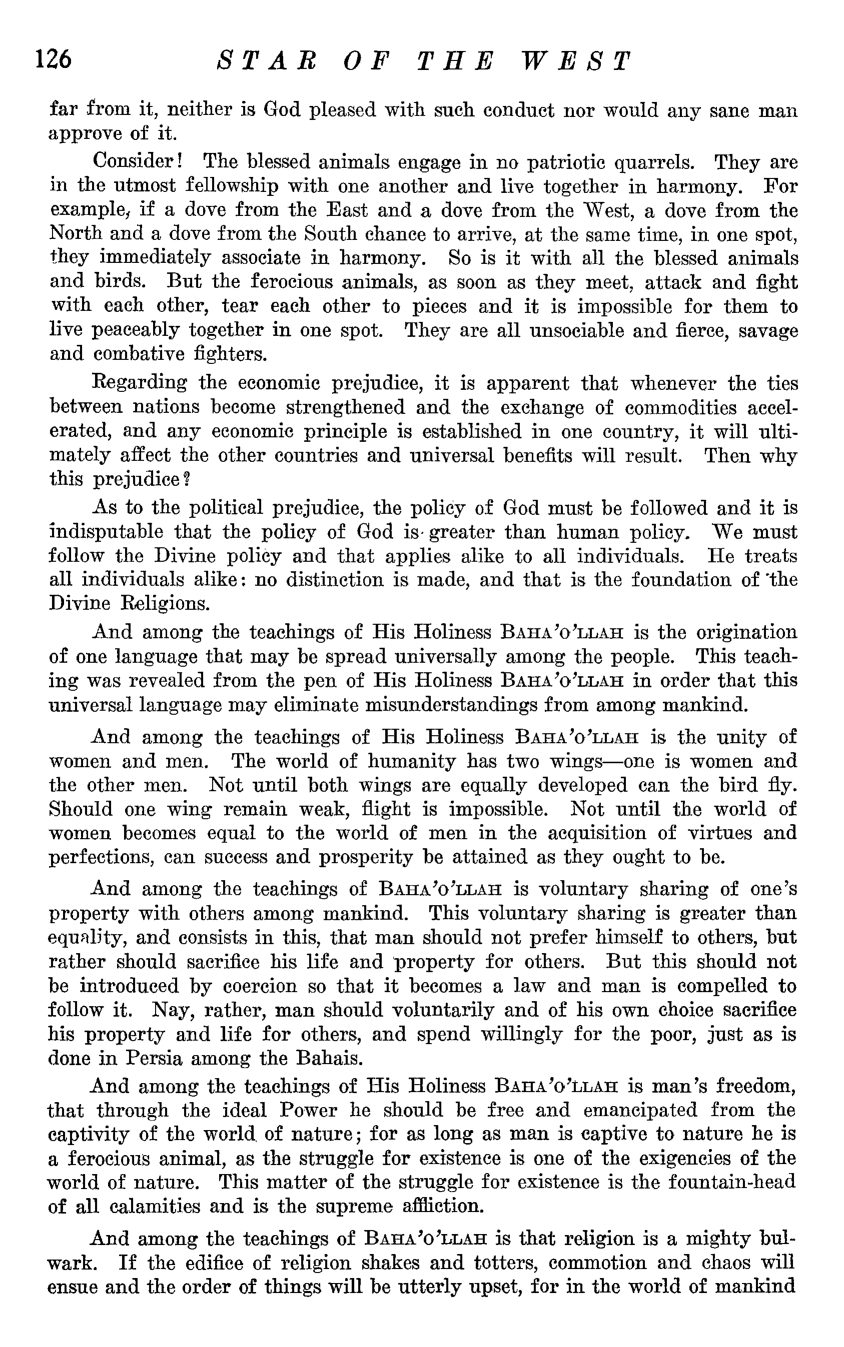 126 STAR OF THE WEST
far from it, neither is God pleased with such conduct nor would any sane man
approve of it.
Consider! The blessed animals engage in no patriotic quarrels. They are
in the utmost fellowship with one another and live together in harmony. For
example, if a dove from the East and a dove from the West, a dove from the
North and a dove from the South chance to arrive, at the same time, in one spot,
they immediately associate in harmony. So is it with all the blessed animals
and birds. But the ferocious animals, as soon as they meet, attack and fight
with each other, tear each other to pieces and it is impossible for them to
live peaceably together in one spot. They are all unsociable and fierce, savage
and combative fighters.
Regarding the economic prejudice, it is apparent that whenever the ties
between nations become strengthened and the exchange of commodities accel-
erated, and any economic principle is established in one country, it will ulti-
mately affect the other countries and universal benefits will result. Then why
this prejudice?
As to the political prejudice, the policy of God must be followed and it is
indisputable that the policy of God is greater than human policy. We must
follow the Divine policy and that applies alike to all individuals. He treats
all individuals alike: no distinction is made, and that is the foundation of the
Divine Religions.
And among the teachings of His Holiness BAHA'O'LLAH is the origination
of one language that may be spread universally among the people. This teach-
ing was revealed from the pen of His Holiness BAHA'O'LLAH in order that this
universal language may eliminate misunderstandings from among mankind.
And among the teachings of His Holiness BAHA'O'LLAH is the unity of
women and men. The world of humanity has two wings—one is women and
the other men. Not until both wings are equally developed can the bird fly.
Should one wing remain weak, flight is impossible. Not until the world of
women becomes equal to the world of men in the acquisition of virtues and
perfections, can success and prosperity be attained as they ought to be.
And among the teachings of BAHA'O'LLAH is voluntary sharing of one's
property with others among mankind. This voluntary sharing is greater than
equality, and consists in this, that man should not prefer himself to others, but
rather should sacrifice his life and property for others. But this should not
be introduced by coercion so that it becomes a law and man is compelled to
follow it. Nay, rather, man should voluntarily and of his own choice sacrifice
his property and life for others, and spend willingly for the poor, just as is
done in Persia among the Bahais.
And among the teachings of His Holiness BAHA'O'LLAH is man's freedom,
that through the ideal Power he should be free and emancipated from the
captivity of the world of nature; for as long as man is captive to nature he is
a ferocious animal, as the struggle for existence is one of the exigencies of the
world of nature. This matter of the struggle for existence is the fountain-head
of all calamities and is the supreme affliction.
And among the teachings of BAHA'O'LLAH is that religion is a mighty bul-
wark. If the edifice of religion shakes and totters, commotion and chaos will
ensue and the order of things will be utterly upset, for in the world of mankind